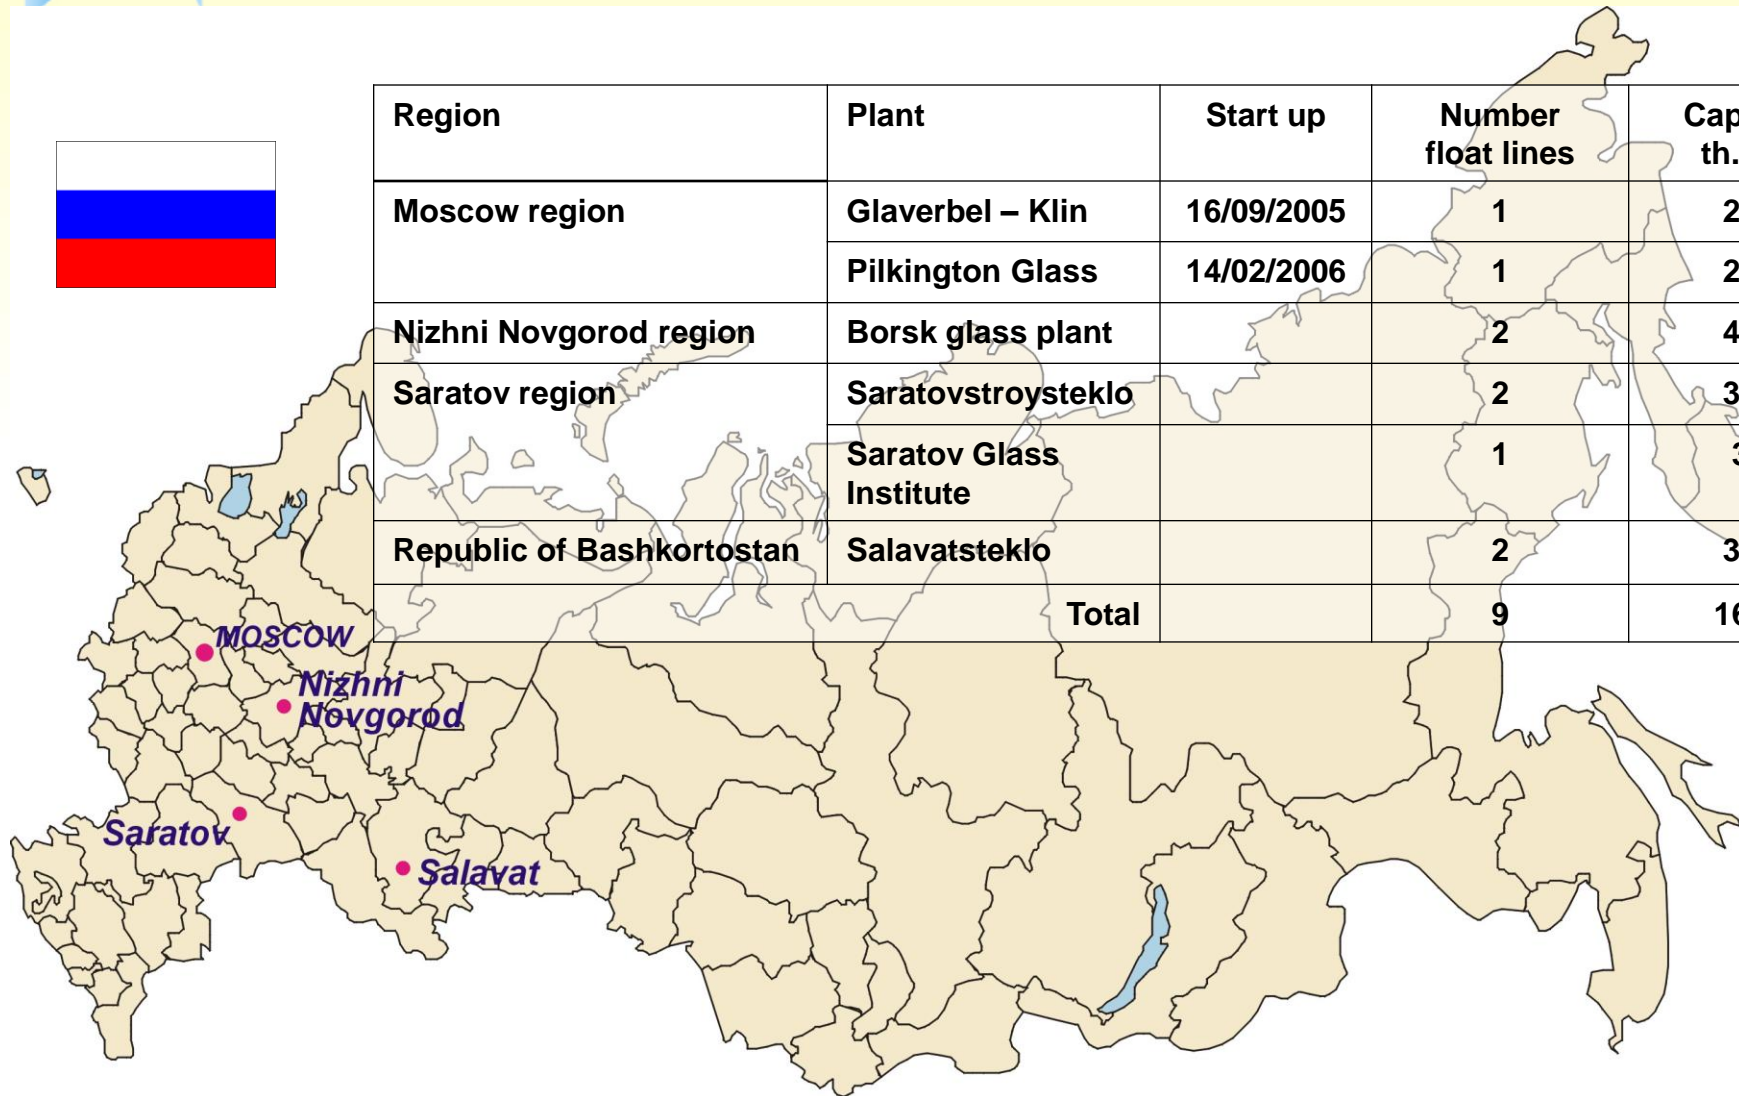 Region Plant Start up Number float lines
Moscow region Glaverbel – Klin 16/09/2005 1
Pilkington Glass 14/02/2006 1
Nizhni Novgorod region Borsk glass plant 2
Saratov region Saratovstroysteklo 2
Saratov Glass Institute 1
Republic of Bashkortostan Salavatsteklo 2
Total 9
MOSCOW
Nizhni
Novgorod
Saratov
Salavat